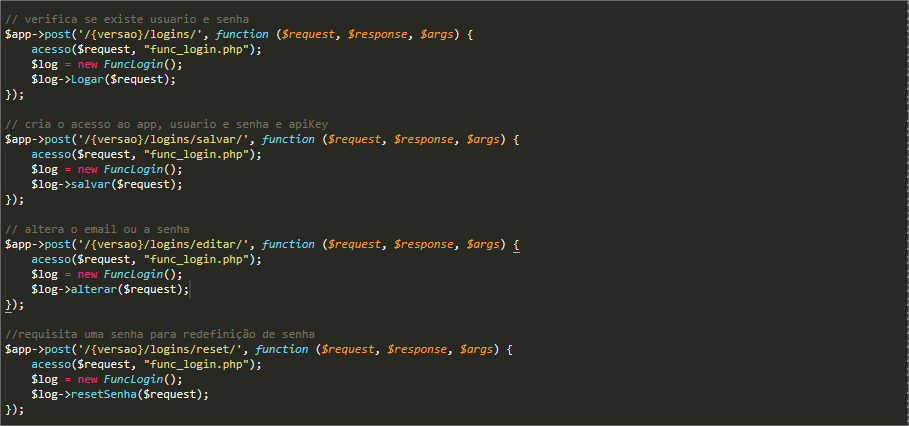 // verifica se existe usuario e senha
$app->post('/{versao}/logins/', function ($request, $response, $args) {
    acesso($request, "func_login.php");
    $log = new FuncLogin();
    $log->Logar($request);
});

// cria o acesso ao app, usuario e senha e apiKey
$app->post('/{versao}/logins/salvar/', function ($request, $response, $args) {
    acesso($request, "func_login.php");
    $log = new FuncLogin();
    $log->salvar($request);
});

// altera o email ou a senha
$app->post('/{versao}/logins/editar/', function ($request, $response, $args) {
    acesso($request, "func_login.php");
    $log = new FuncLogin();
    $log->alterar($request);
});

//requisita uma senha para redefinição de senha
$app->post('/{versao}/logins/reset/', function ($request, $response, $args) {
    acesso($request, "func_login.php");
    $log = new FuncLogin();
    $log->resetSenha($request);
});